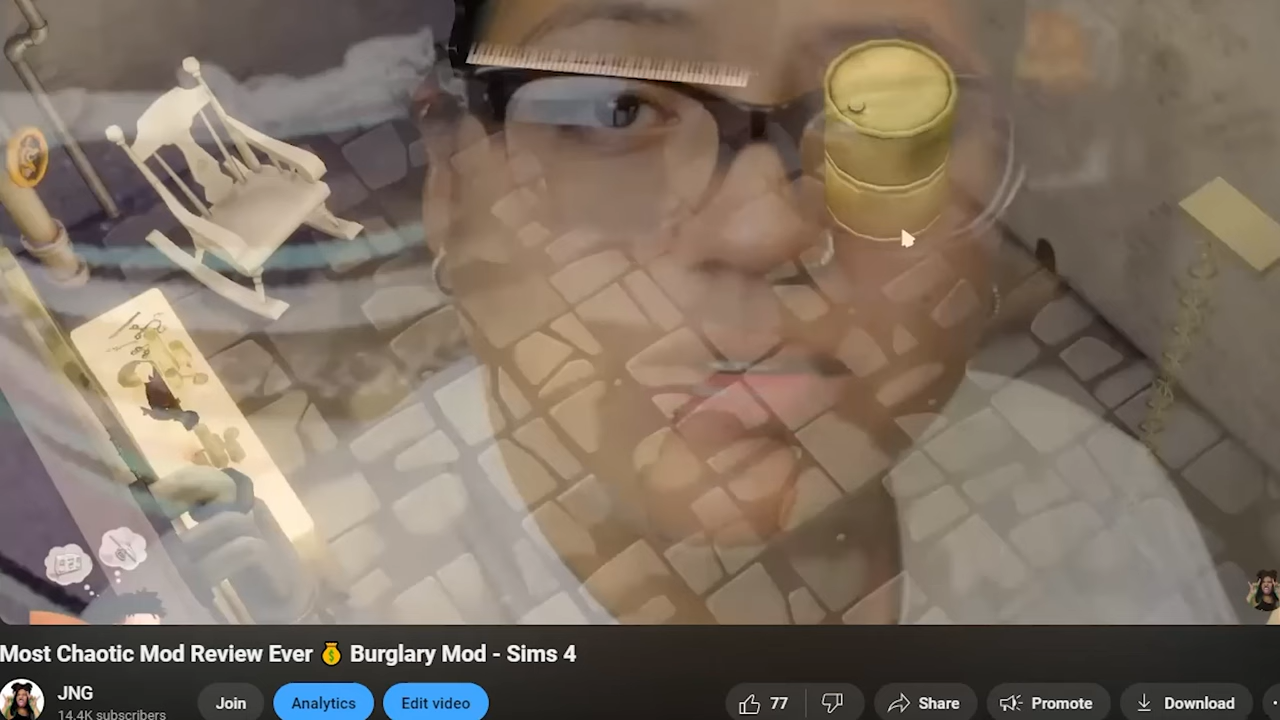 Most Chaotic Mod Review Ever 💰 Burglary Mod - Sims 4
JNG
14.4K subscribers
Join
Analytics
Edit video
77
Share
Promote
Download